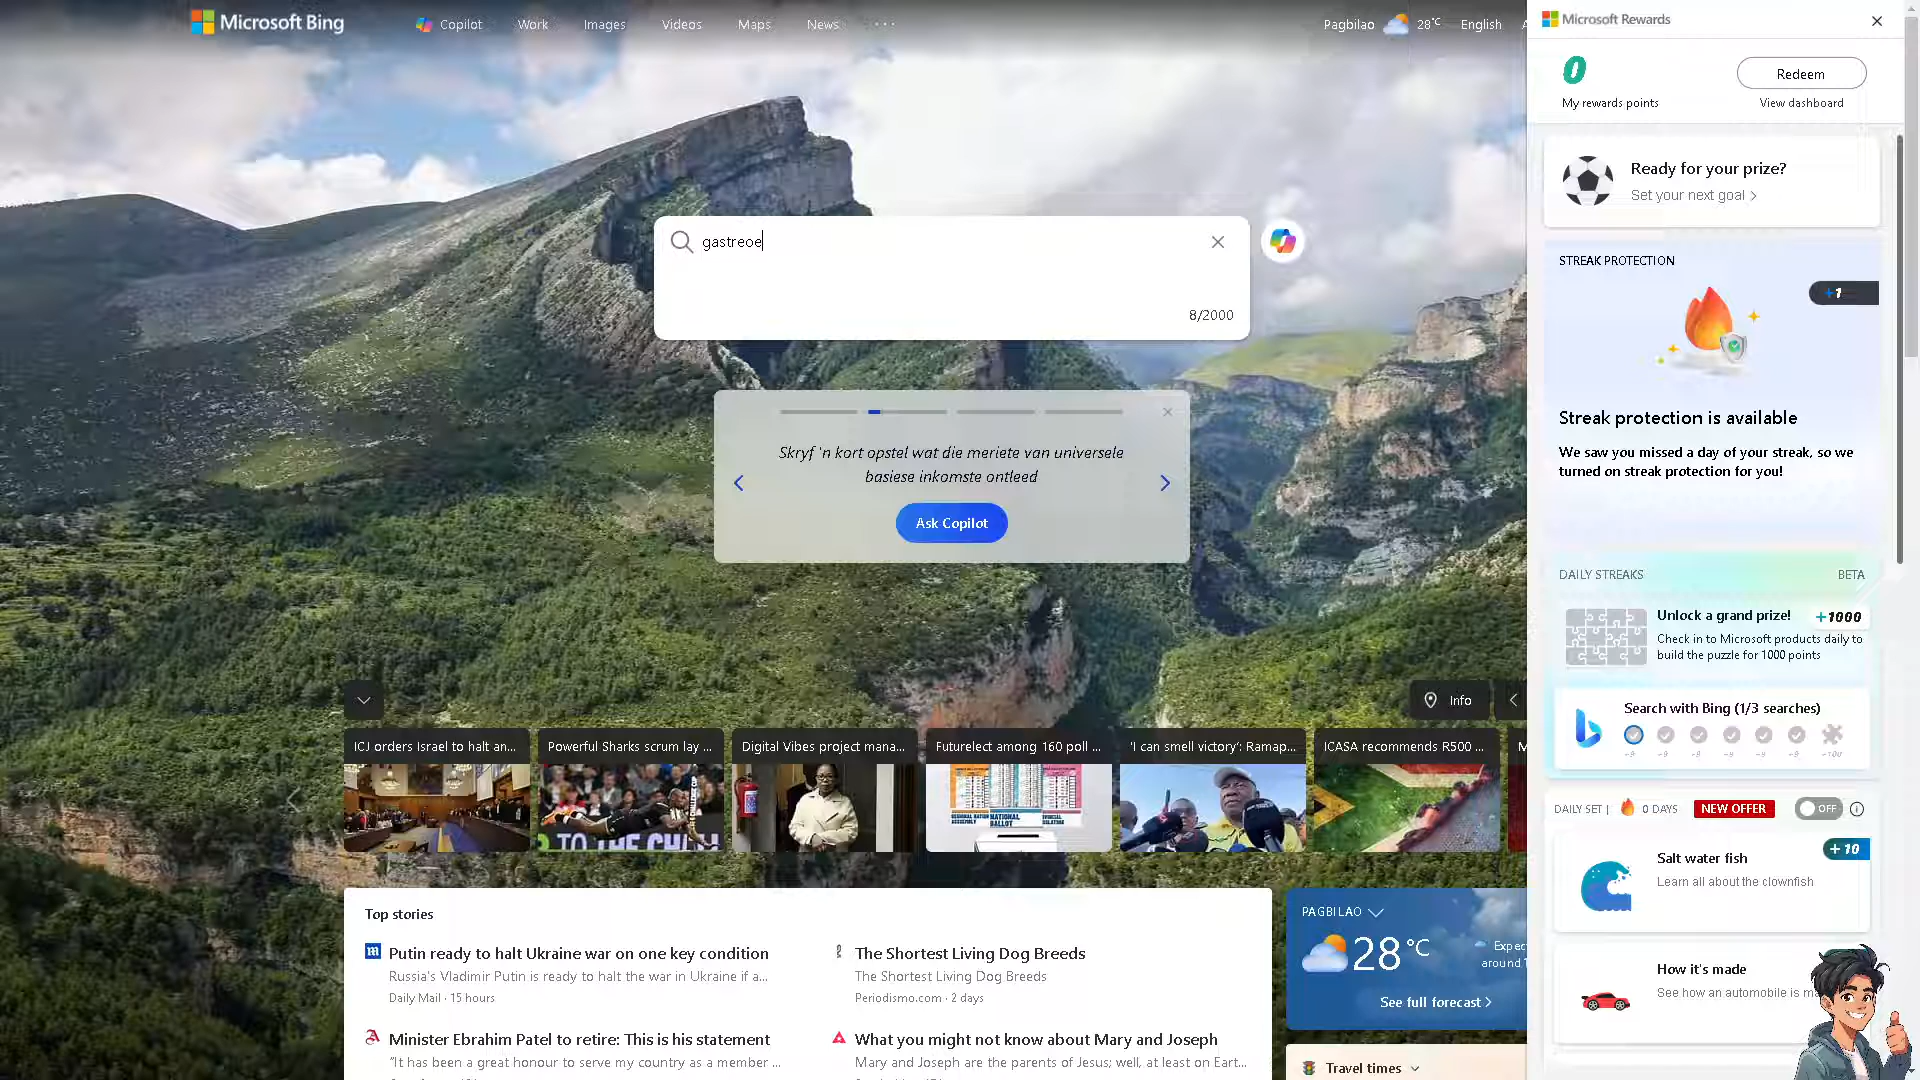 Microsoft Bing
Copilot
Work
Images
Videos
Maps
News
Pagbilao
28°C
English
gastreoe
8/2000
Skryf 'n kort opstel wat die meriete van universele
basiese inkomste ontleed
Ask Copilot
Info
ICJ orders Israel to halt an...
Powerful Sharks scrum lay ...
Digital Vibes project mana...
Futurelect among 160 poll ...
'I can smell victory': Ramap...
ICASA recommends R500 ...
Top stories
Putin ready to halt Ukraine war on one key condition
Russia's Vladimir Putin is ready to halt the war in Ukraine if a...
Daily Mail · 15 hours
The Shortest Living Dog Breeds
The Shortest Living Dog Breeds
Periodismo.com · 2 days
Minister Ebrahim Patel to retire: This is his statement
"It has been a great honour to serve my country as a member ...
What you might not know about Mary and Joseph
Mary and Joseph are the parents of Jesus; well, at least on Earth...
PAGBILAO
28 °C
Expec
around 1
See full forecast
Travel times
Microsoft Rewards
0
My rewards points
Redeem
View dashboard
Ready for your prize?
Set your next goal >
STREAK PROTECTION
+1
Streak protection is available
We saw you missed a day of your streak, so we
turned on streak protection for you!
DAILY STREAKS
BETA
Unlock a grand prize!
+1000
Check in to Microsoft products daily to
build the puzzle for 1000 points
Search with Bing (1/3 searches)
DAILY SET |
0 DAYS
NEW OFFER
OFF
Salt water fish
+10
Learn all about the clownfish
How it's made
See how an automobile is ma